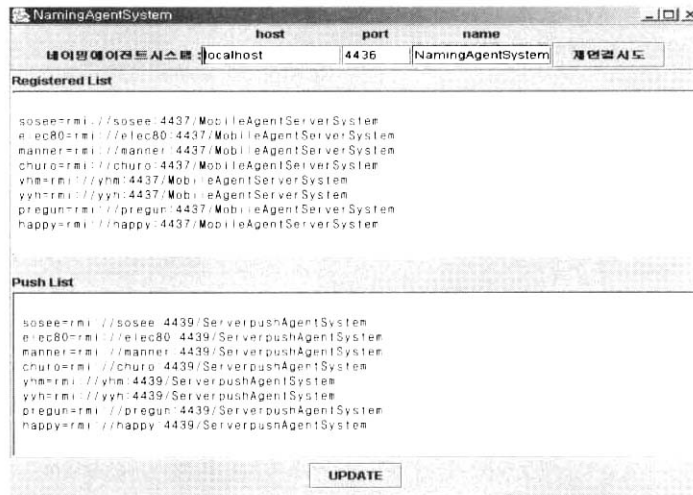 NamingAgentSystem
host port name
네이밍에이전트시스템 : localhost 4436 NamingAgentSystem 재연결시도
Registered List
sosee=rmi://sosee:4437/MobileAgentServerSystem
elec80=rmi://elec80:4437/MobileAgentServerSystem
manner=rmi://manner:4437/MobileAgentServerSystem
churo=rmi://churo:4437/MobileAgentServerSystem
yhm=rmi://yhm:4437/MobileAgentServerSystem
yyh=rmi://yyh:4437/MobileAgentServerSystem
pregun=rmi://pregun:4437/MobileAgentServerSystem
happy=rmi://happy:4437/MobileAgentServerSystem
Push List
sosee=rmi://sosee:4439/ServerpushAgentSystem
elec80=rmi://elec80:4439/ServerpushAgentSystem
manner=rmi://manner:4439/ServerpushAgentSystem
churo=rmi://churo:4439/ServerpushAgentSystem
yhm=rmi://yhm:4439/ServerpushAgentSystem
yyh=rmi://yyh:4439/ServerpushAgentSystem
pregun=rmi://pregun:4439/ServerpushAgentSystem
happy=rmi://happy:4439/ServerpushAgentSystem
UPDATE